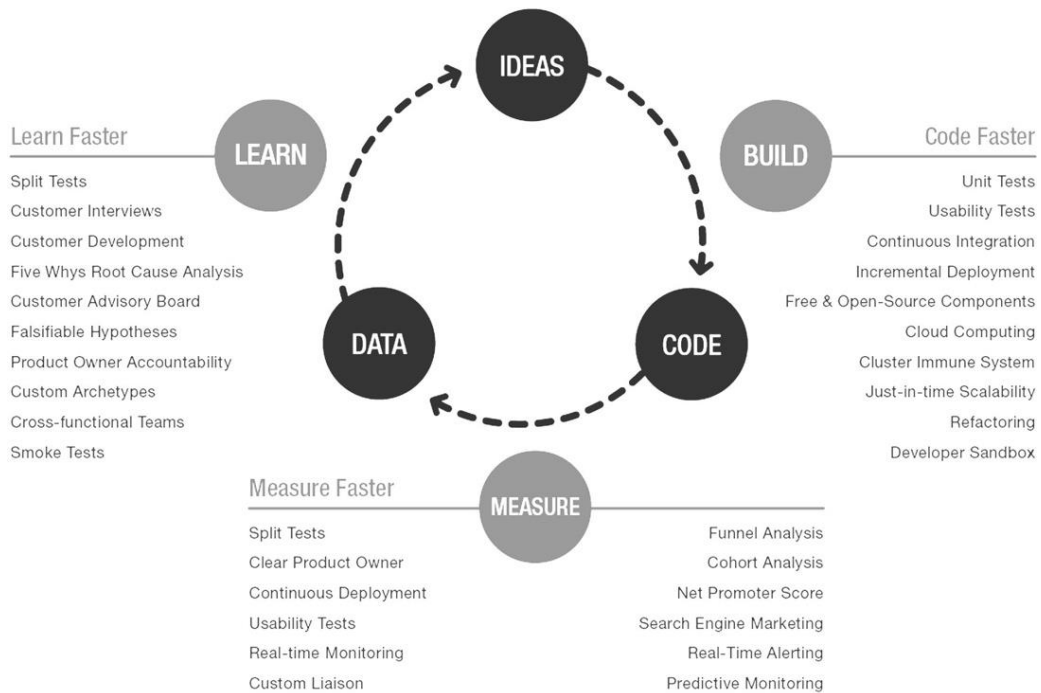 IDEAS
Learn Faster
LEARN
BUILD
Code Faster
Split Tests
Customer Interviews
Customer Development
Five Whys Root Cause Analysis
Customer Advisory Board
Falsifiable Hypotheses
Product Owner Accountability
Custom Archetypes
Cross-functional Teams
Smoke Tests
Unit Tests
Usability Tests
Continuous Integration
Incremental Deployment
Free & Open-Source Components
Cloud Computing
Cluster Immune System
Just-in-time Scalability
Refactoring
Developer Sandbox
DATA
CODE
Measure Faster
MEASURE
Split Tests
Clear Product Owner
Continuous Deployment
Usability Tests
Real-time Monitoring
Custom Liaison
Funnel Analysis
Cohort Analysis
Net Promoter Score
Search Engine Marketing
Real-Time Alerting
Predictive Monitoring